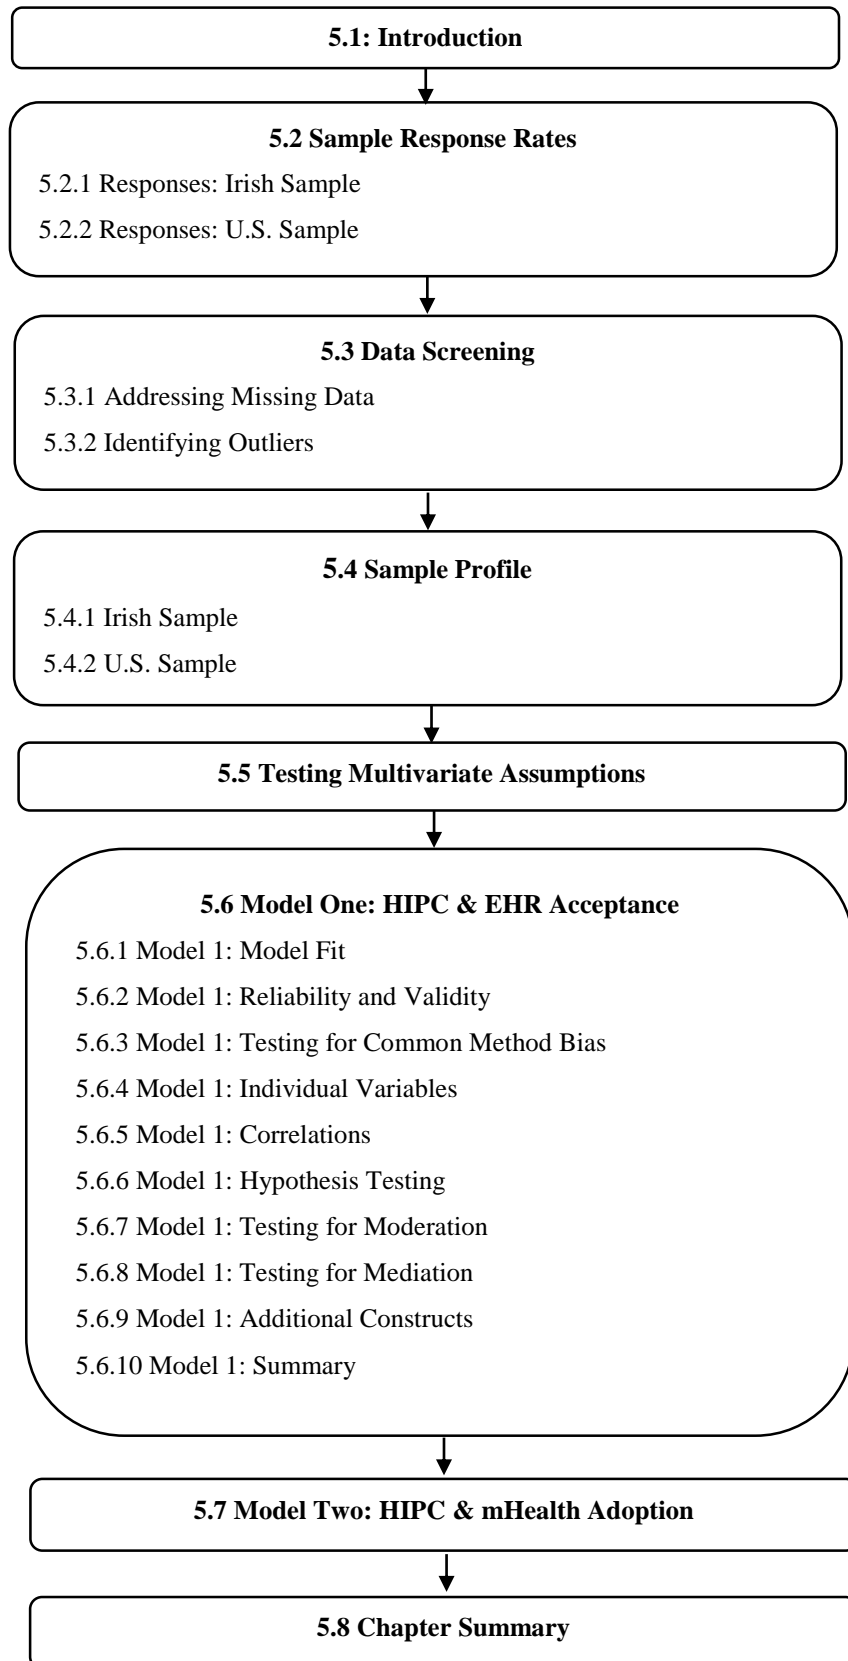 5.1: Introduction
5.2 Sample Response Rates
5.2.1 Responses: Irish Sample
5.2.2 Responses: U.S. Sample
5.3 Data Screening
5.3.1 Addressing Missing Data
5.3.2 Identifying Outliers
5.4 Sample Profile
5.4.1 Irish Sample
5.4.2 U.S. Sample
5.5 Testing Multivariate Assumptions
5.6 Model One: HIPC & EHR Acceptance
5.6.1 Model 1: Model Fit
5.6.2 Model 1: Reliability and Validity
5.6.3 Model 1: Testing for Common Method Bias
5.6.4 Model 1: Individual Variables
5.6.5 Model 1: Correlations
5.6.6 Model 1: Hypothesis Testing
5.6.7 Model 1: Testing for Moderation
5.6.8 Model 1: Testing for Mediation
5.6.9 Model 1: Additional Constructs
5.6.10 Model 1: Summary
5.7 Model Two: HIPC & mHealth Adoption
5.8 Chapter Summary